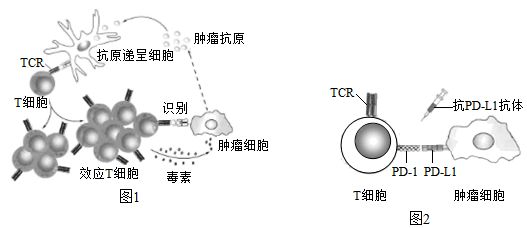 抗原递呈细胞
肿瘤抗原
TCR
T细胞
识别
肿瘤细胞
效应T细胞
毒素
图1
TCR
抗PD-L1抗体
PD-1 PD-L1
T细胞 肿瘤细胞
图2